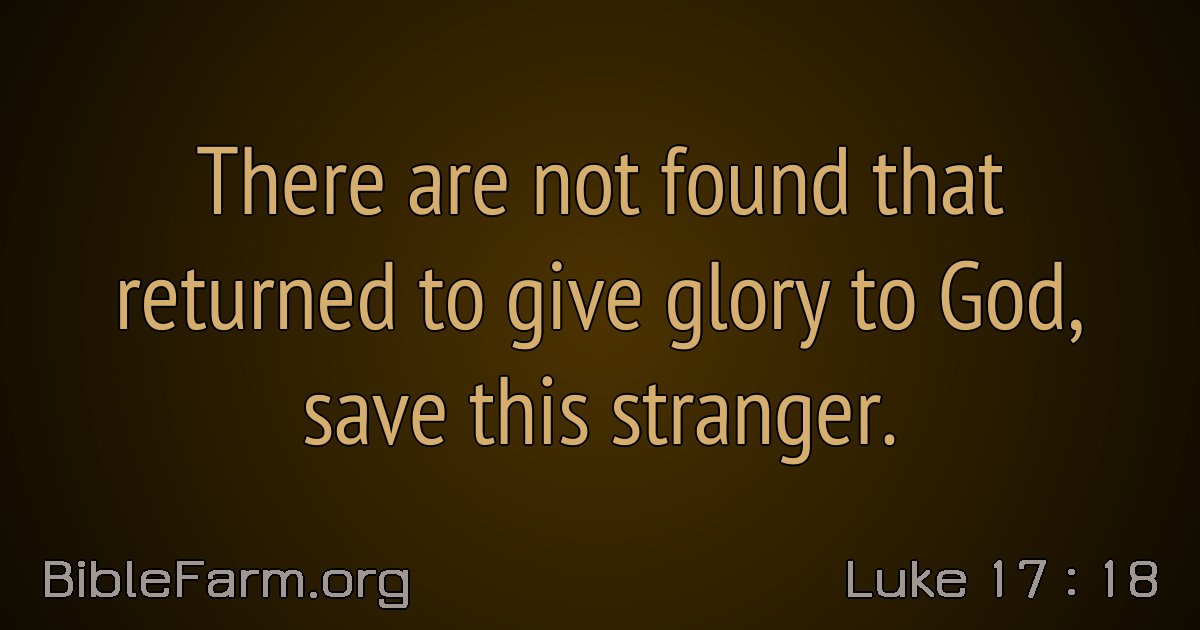 There are not found that
returned to give glory to God,
save this stranger.
BibleFarm.org
Luke 17 : 18